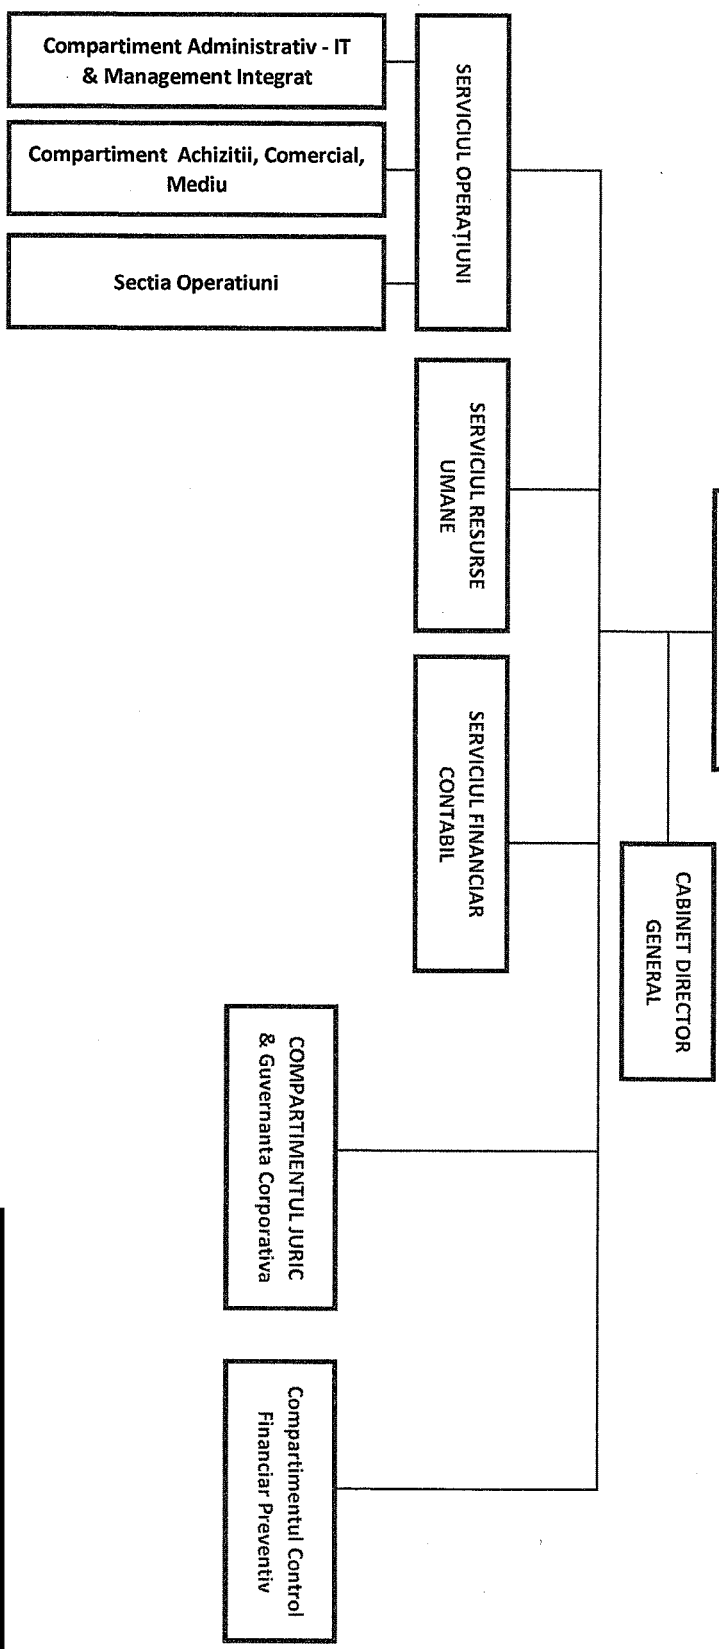 CABINET DIRECTOR
GENERAL
SERVICIUL OPERAȚIUNI
SERVICIUL RESURSE
UMANE
SERVICIUL FINANCIAR
CONTABIL
COMPARTIMENTUL JURIC
& Guvernanta Corporativa
Compartimentul Control
Financiar Preventiv
Compartiment Administrativ - IT
& Management Integrat
Compartiment Achizitii, Comercial,
Mediu
Sectia Operatiuni